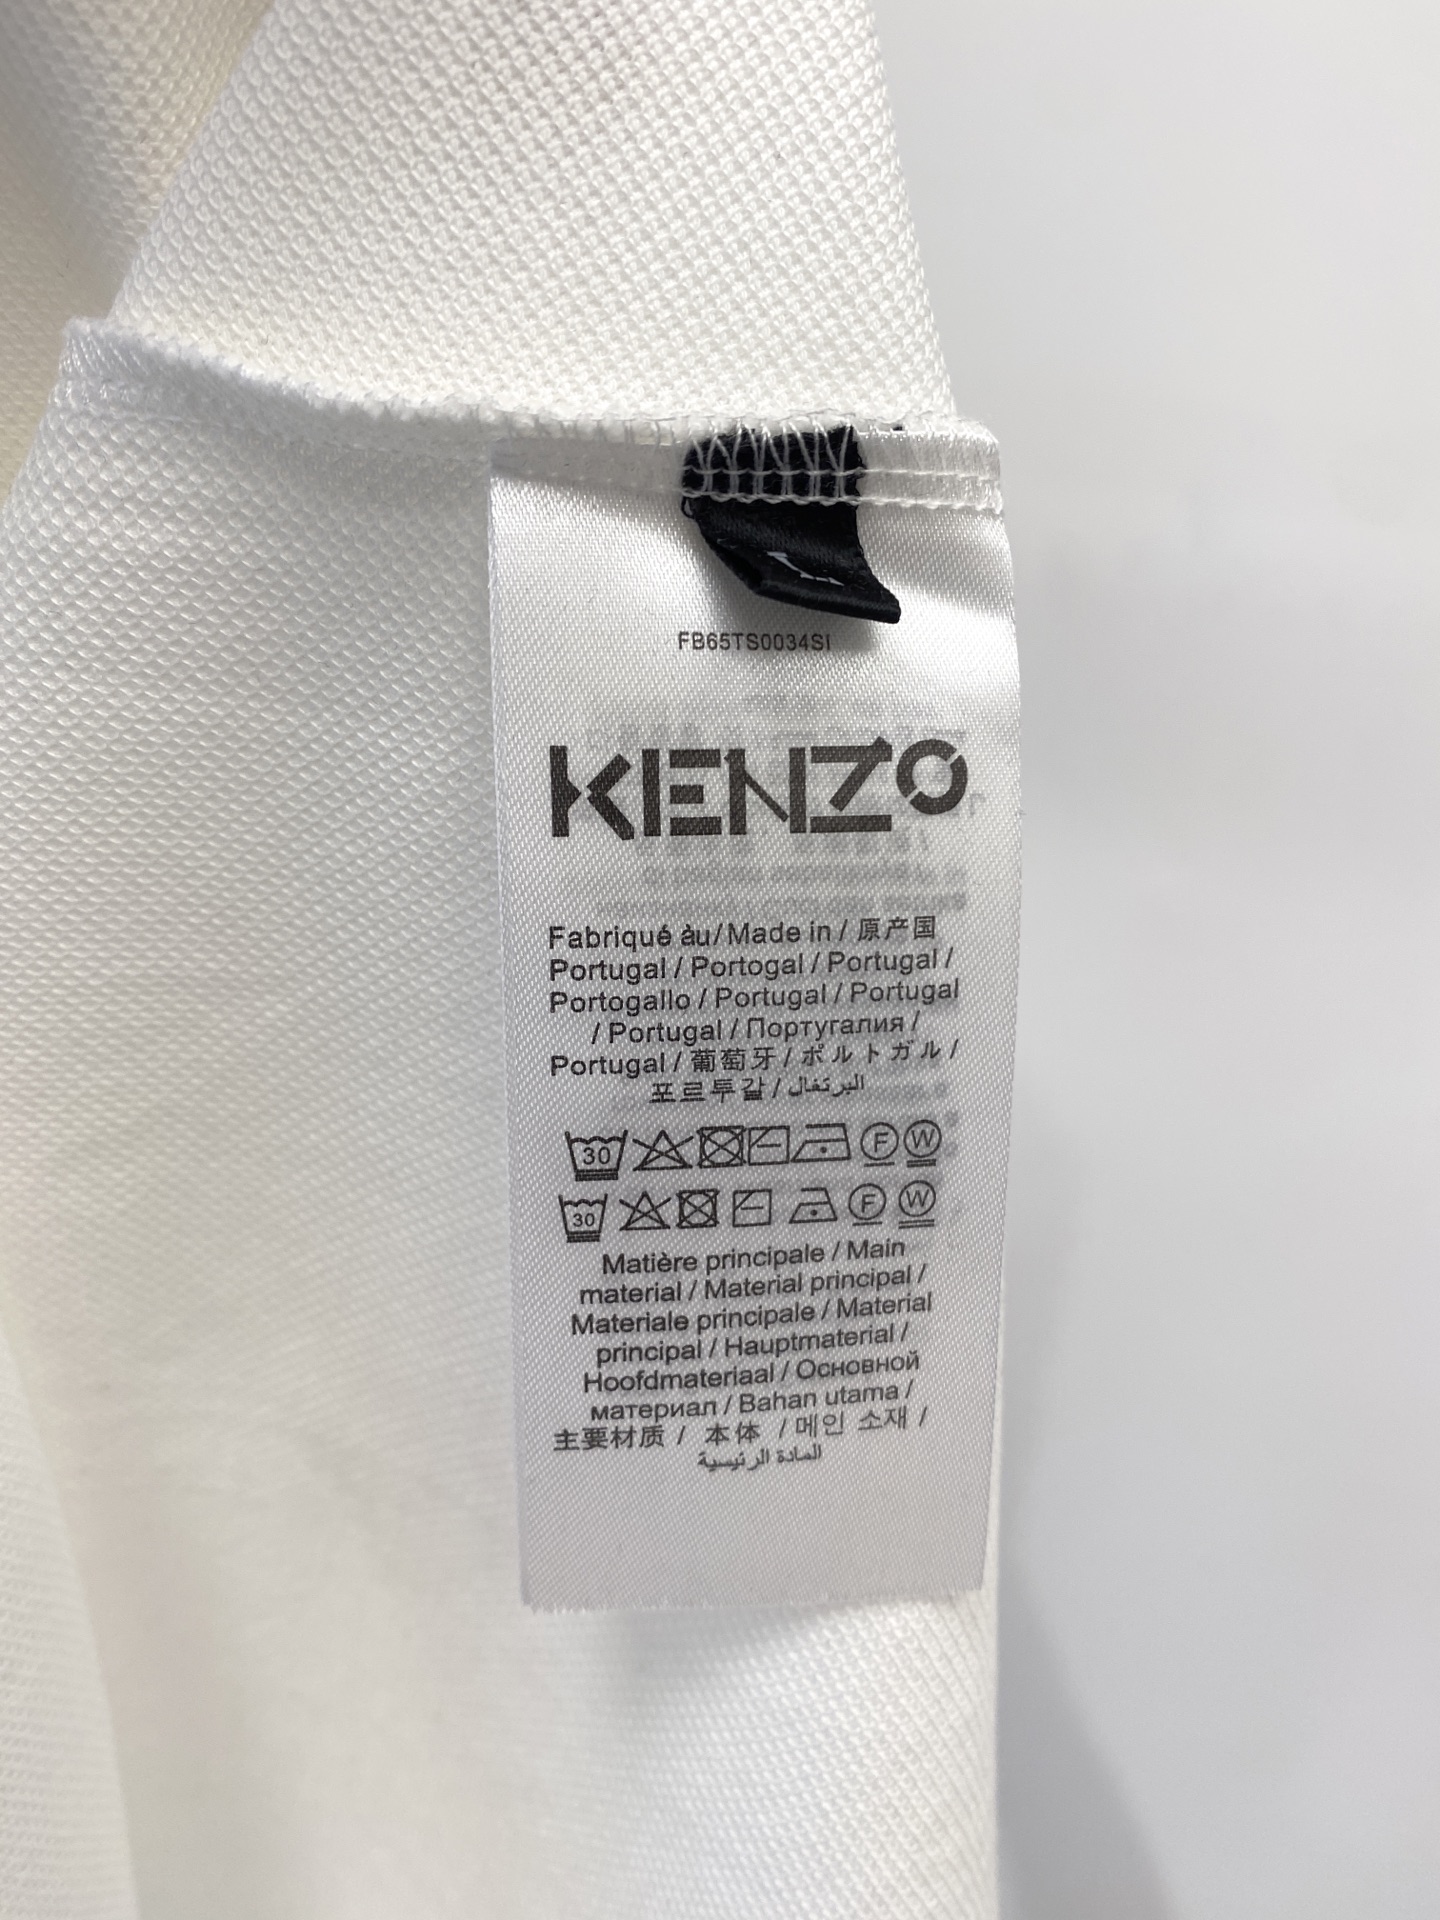 FB65TS0034SI
KENZO
Fabriqué àu / Made in / 原产国
Portugal / Portogal / Portugal /
Portogallo / Portugal / Portugal
/ Portugal / Португалия /
Portugal / 葡萄牙 / ポルトガル /
포르투갈 / البرتغال
30 F W
30 F W
Matière principale / Main
material / Material principal /
Materiale principale / Material
principal / Hauptmaterial /
Hoofdmateriaal / Основной
материал / Bahan utama /
主要材质 / 本体 / 메인 소재 /
المادة الرئيسية